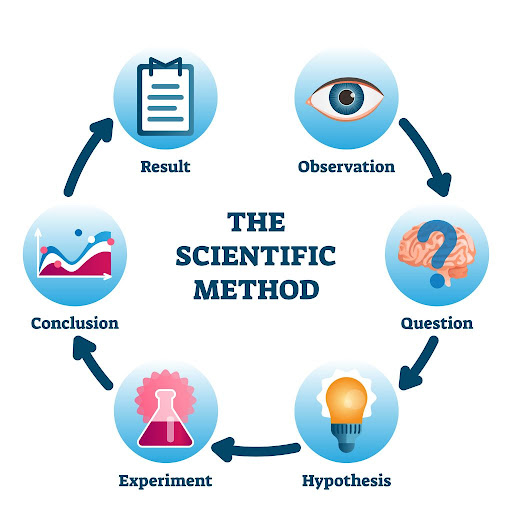 THE
SCIENTIFIC
METHOD
Observation
Question
Hypothesis
Experiment
Conclusion
Result
?